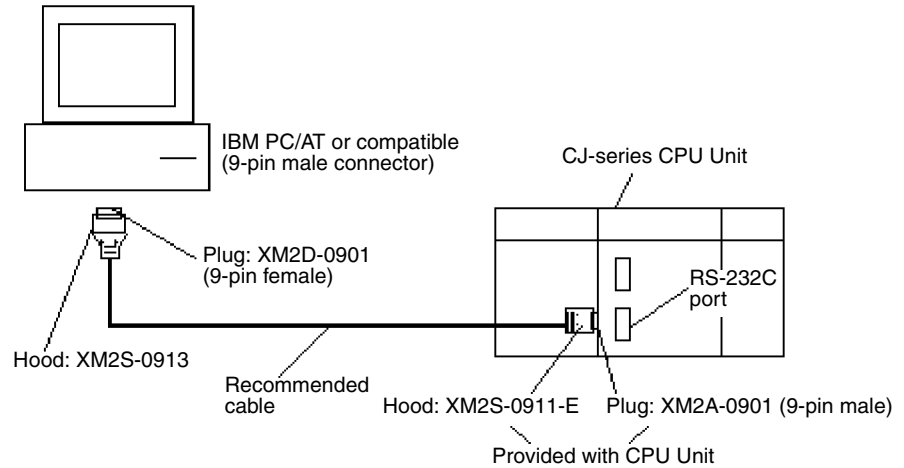 IBM PC/AT or compatible
(9-pin male connector)
CJ-series CPU Unit
Plug: XM2D-0901
(9-pin female)
RS-232C
port
Hood: XM2S-0913
Recommended
cable
Hood: XM2S-0911-E
Plug: XM2A-0901 (9-pin male)
Provided with CPU Unit